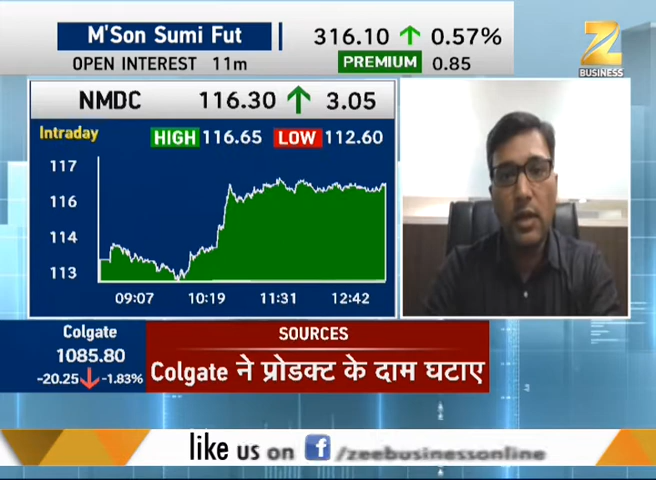 M'Son Sumi Fut 316.10 0.57%
OPEN INTEREST 11m PREMIUM 0.85
Z
BUSINESS
NMDC 116.30 3.05
Intraday HIGH 116.65 LOW 112.60
117
116
114
113
09:07 10:19 11:31 12:42
Colgate
1085.80
-20.25 -1.83%
SOURCES
Colgate ने प्रोडक्ट के दाम घटाए
like us on f /zeebusinessonline